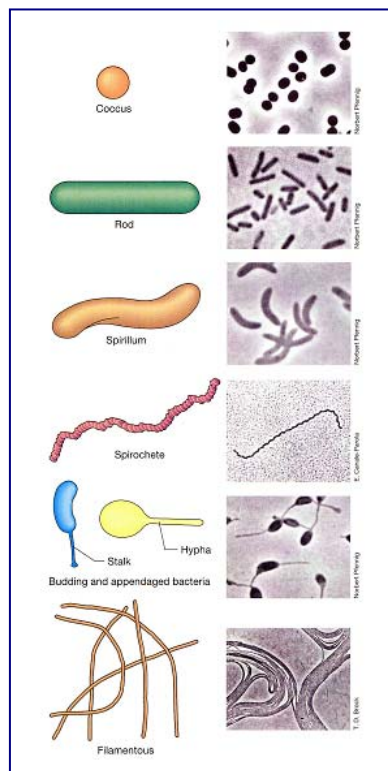 Coccus
Norbert Pfennig
Rod
Norbert Pfennig
Spirillum
Norbert Pfennig
Spirochete
E. Canale-Parola
Stalk
Hypha
Budding and appendaged bacteria
Norbert Pfennig
Filamentous
T. D. Brock